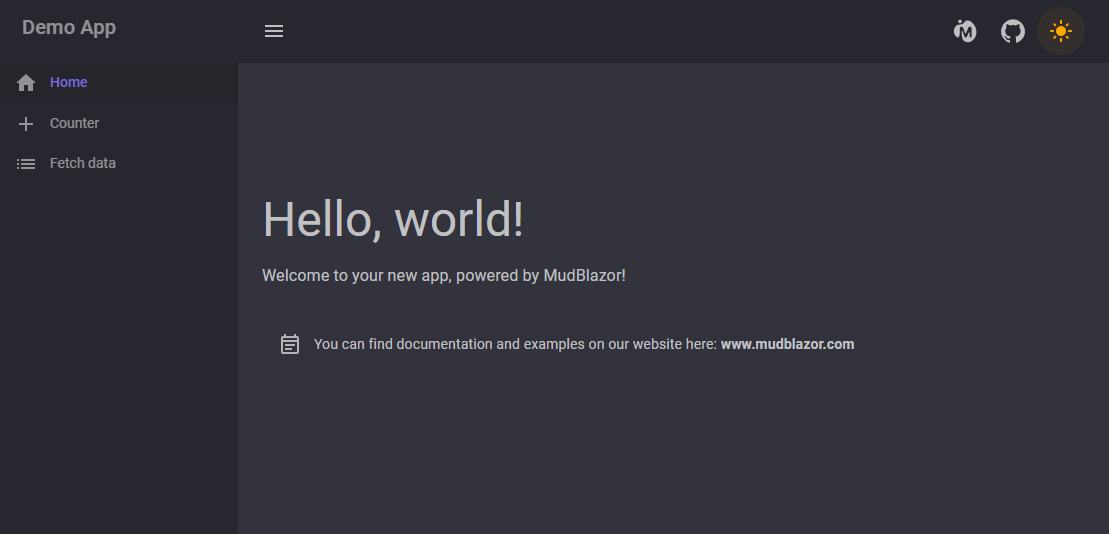 Demo App
Home
Counter
Fetch data
Hello, world!
Welcome to your new app, powered by MudBlazor!
You can find documentation and examples on our website here: www.mudblazor.com